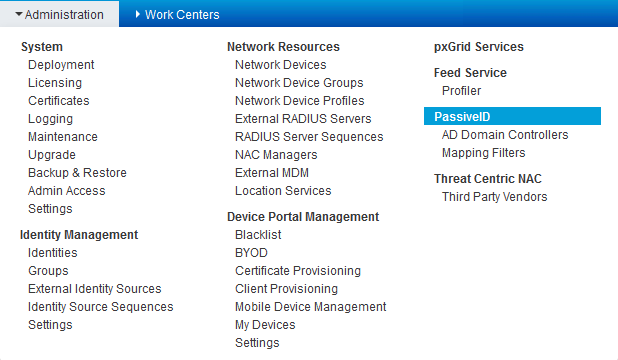 Administration
Work Centers
System
Deployment
Licensing
Certificates
Logging
Maintenance
Upgrade
Backup & Restore
Admin Access
Settings
Identity Management
Identities
Groups
External Identity Sources
Identity Source Sequences
Settings
Network Resources
Network Devices
Network Device Groups
Network Device Profiles
External RADIUS Servers
RADIUS Server Sequences
NAC Managers
External MDM
Location Services
Device Portal Management
Blacklist
BYOD
Certificate Provisioning
Client Provisioning
Mobile Device Management
My Devices
Settings
pxGrid Services
Feed Service
Profiler
PassiveID
AD Domain Controllers
Mapping Filters
Threat Centric NAC
Third Party Vendors